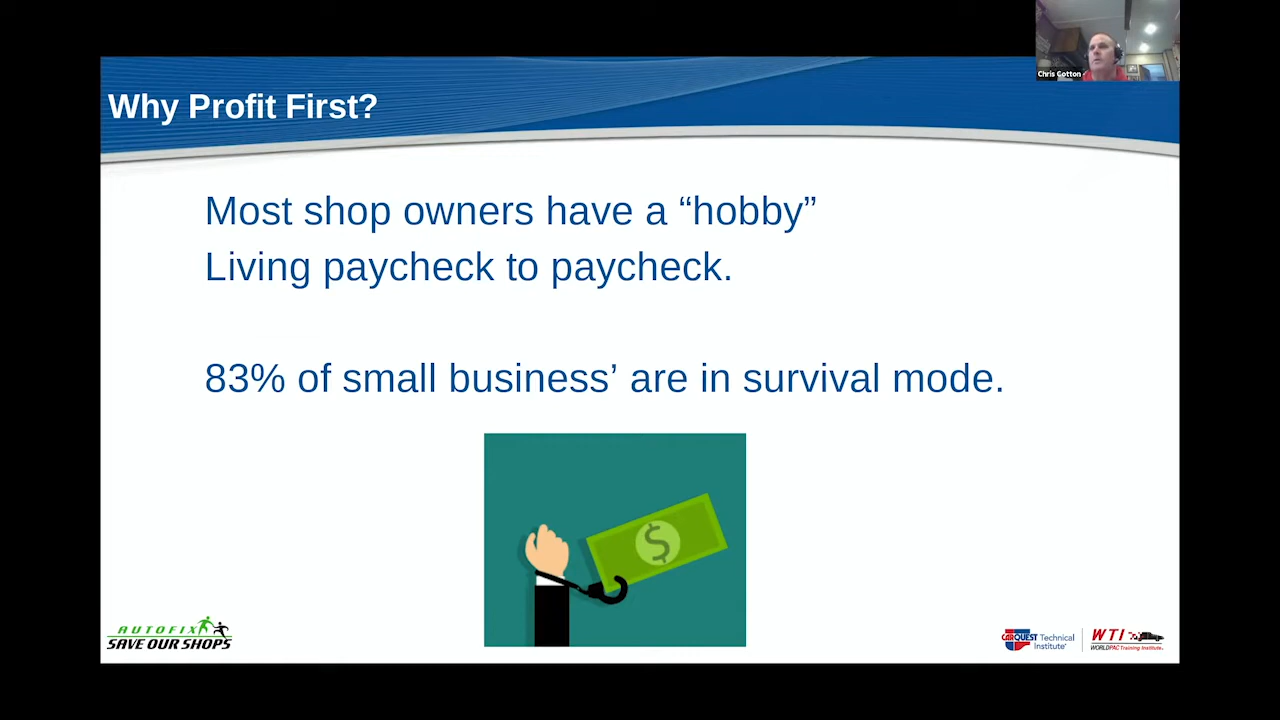 Chris Cotton
Why Profit First?
Most shop owners have a “hobby”
Living paycheck to paycheck.
83% of small business’ are in survival mode.
$
AUTOFIX
SAVE OUR SHOPS
CARQUEST Technical
Institute
WTI
WORLDPAC Training Institute